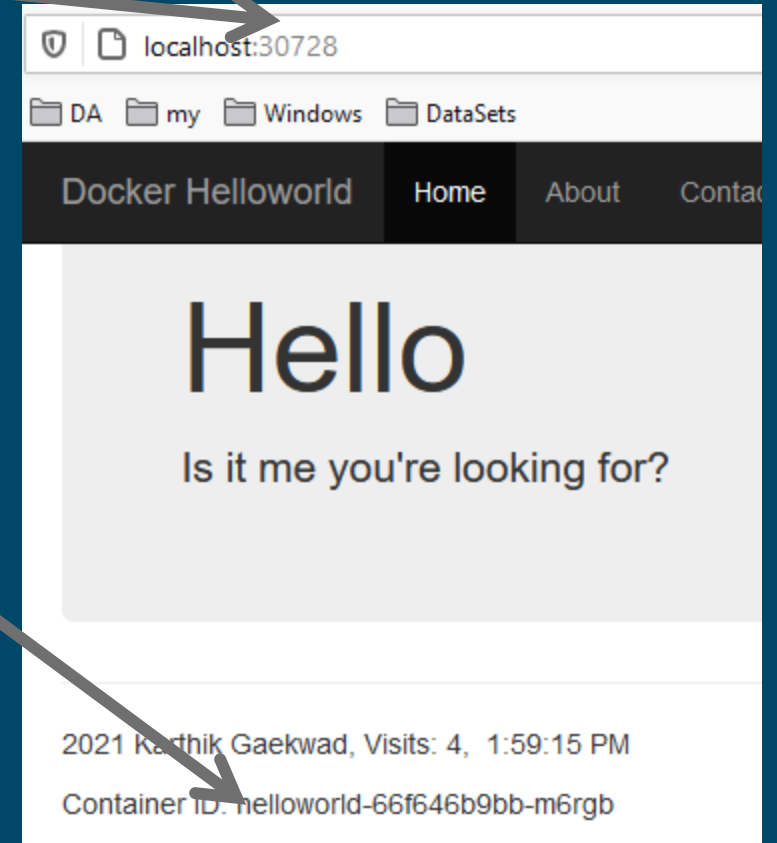 localhost:30728
DA my Windows DataSets
Docker Helloworld Home About Contac
Hello
Is it me you're looking for?
2021 Karthik Gaekwad, Visits: 4, 1:59:15 PM
Container ID: helloworld-66f646b9bb-m6rgb